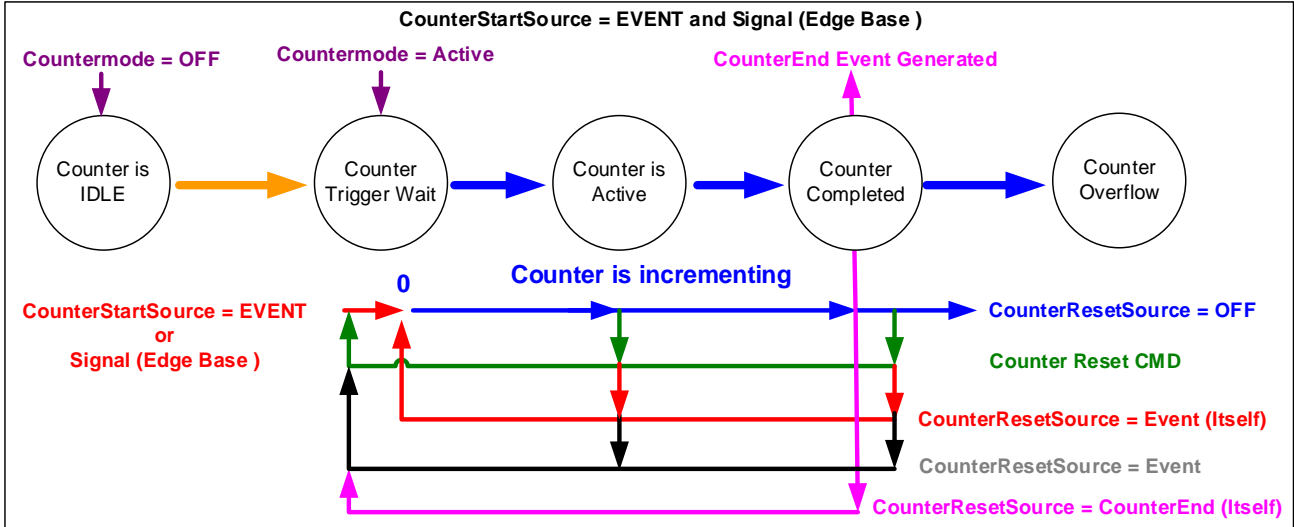 CounterStartSource = EVENT and Signal (Edge Base )
Countermode = OFF
Countermode = Active
CounterEnd Event Generated
Counter is
IDLE
Counter
Trigger Wait
Counter is
Active
Counter
Completed
Counter
Overflow
0
Counter is incrementing
CounterStartSource = EVENT
or
Signal (Edge Base )
CounterResetSource = OFF
Counter Reset CMD
CounterResetSource = Event (Itself)
CounterResetSource = Event
CounterResetSource = CounterEnd (Itself)